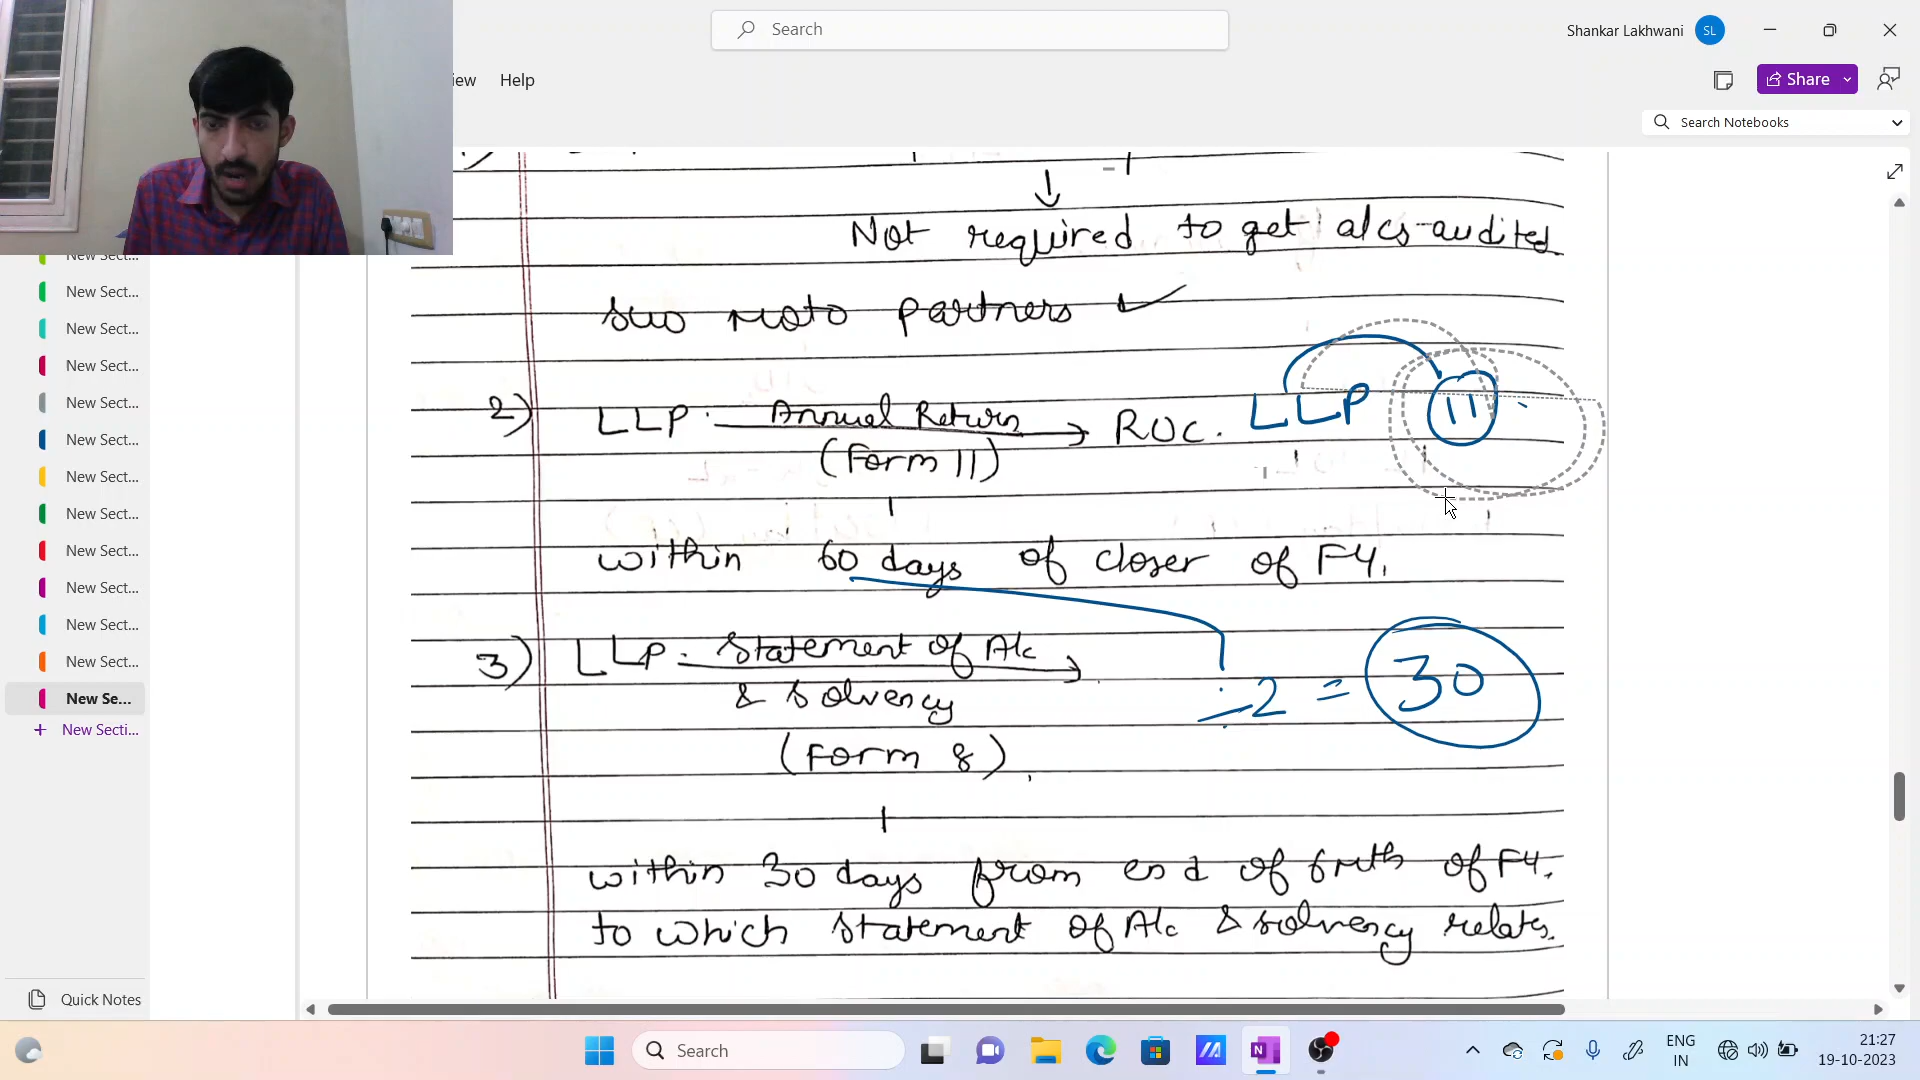 Search
Shankar Lakhwani SL
iew Help
Share
Search Notebooks
Not required to get a/cs audited.
suo moto partners ✓
2) LLP. Annual Return → ROC. LLP 11
(Form 11)
within 60 days of closer of FY.
3) LLP. Statement of A/c →
& solvency
÷2 = 30
(Form 8).
within 30 days from end of 6mth of FY.
to which statement of A/c & solvency relates.
New Sect...
New Sect...
New Sect...
New Sect...
New Sect...
New Sect...
New Sect...
New Sect...
New Sect...
New Sect...
New Sect...
New Sect...
New Se...
+ New Secti...
Quick Notes
Search
ENG
IN
21:27
19-10-2023